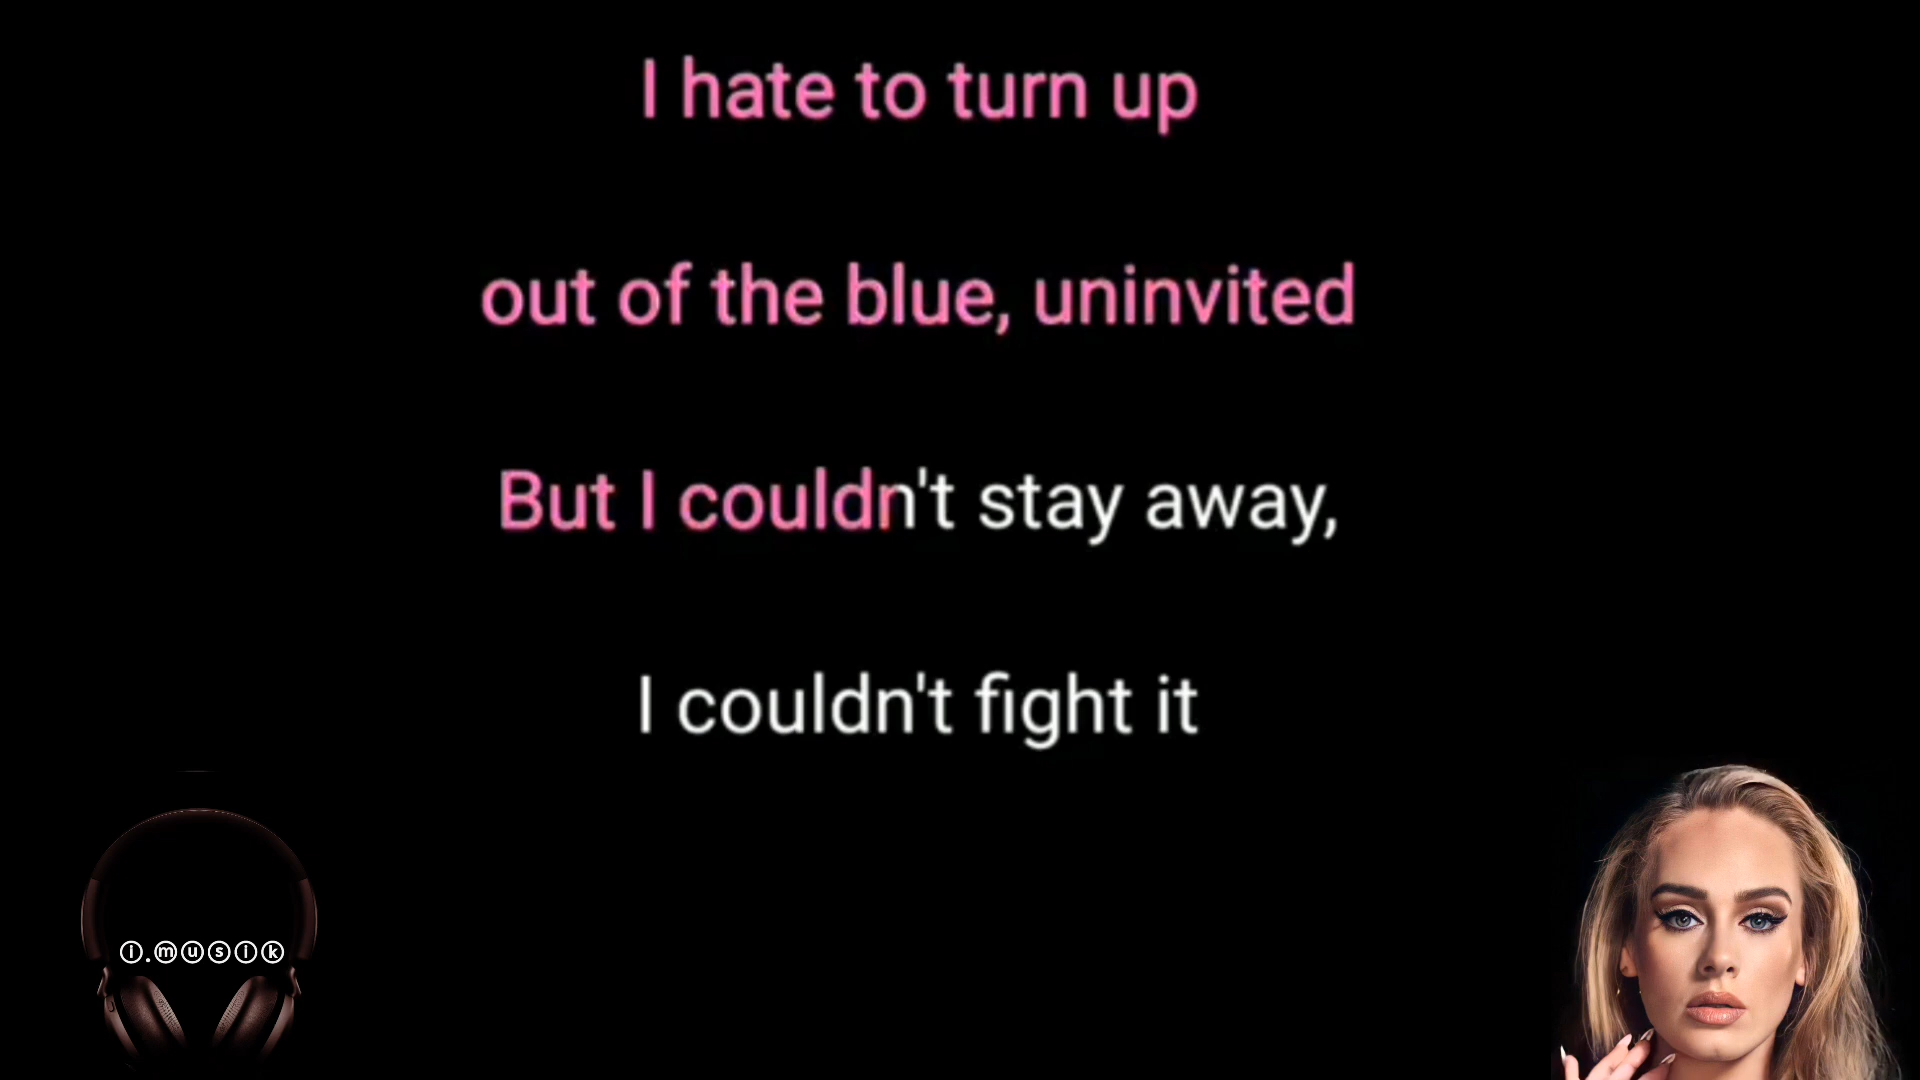 I hate to turn up
out of the blue, uninvited
But I couldn't stay away,
I couldn't fight it
i.musik